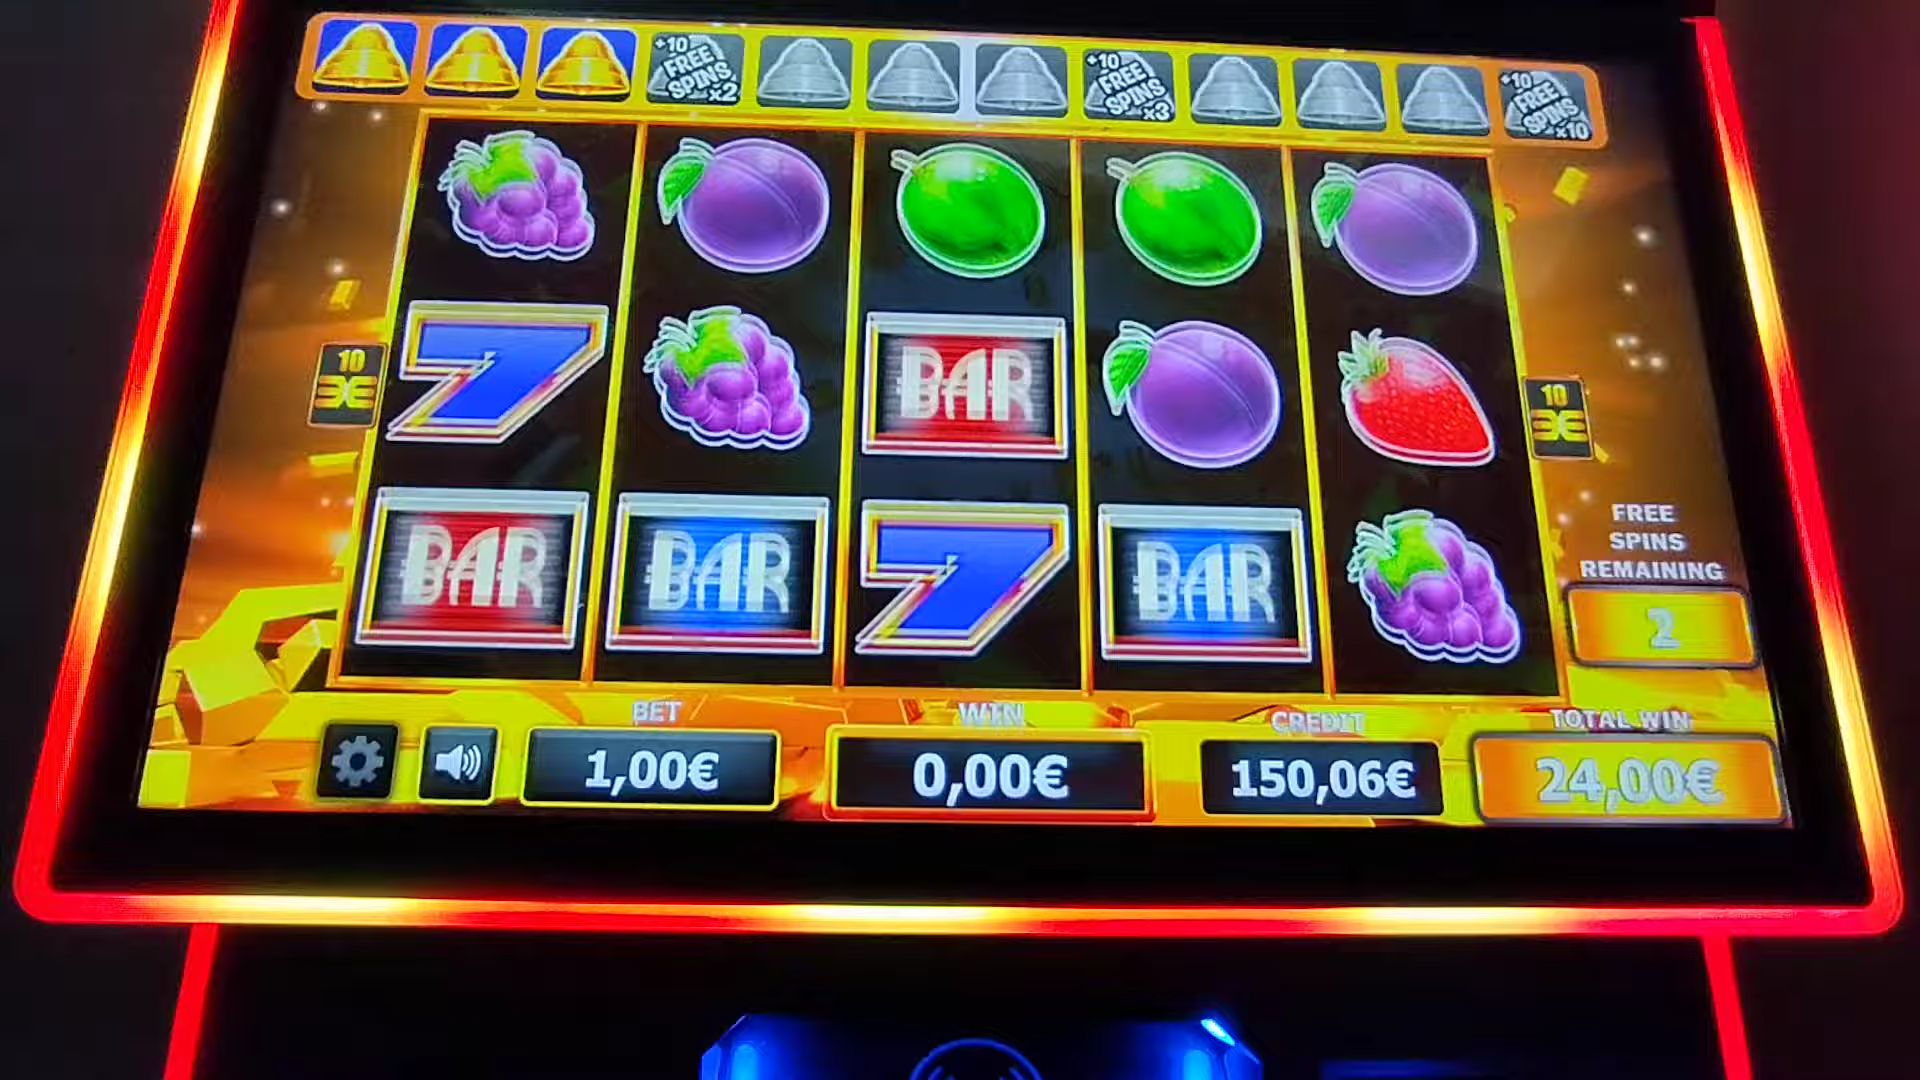 +10 FREE SPINS x2
+10 FREE SPINS x3
+10 FREE SPINS x10
10
10
BAR
BAR
BAR
BAR
FREE
SPINS
REMAINING
2
BET
WIN
CREDIT
TOTAL WIN
1,00€
0,00€
150,06€
24,00€